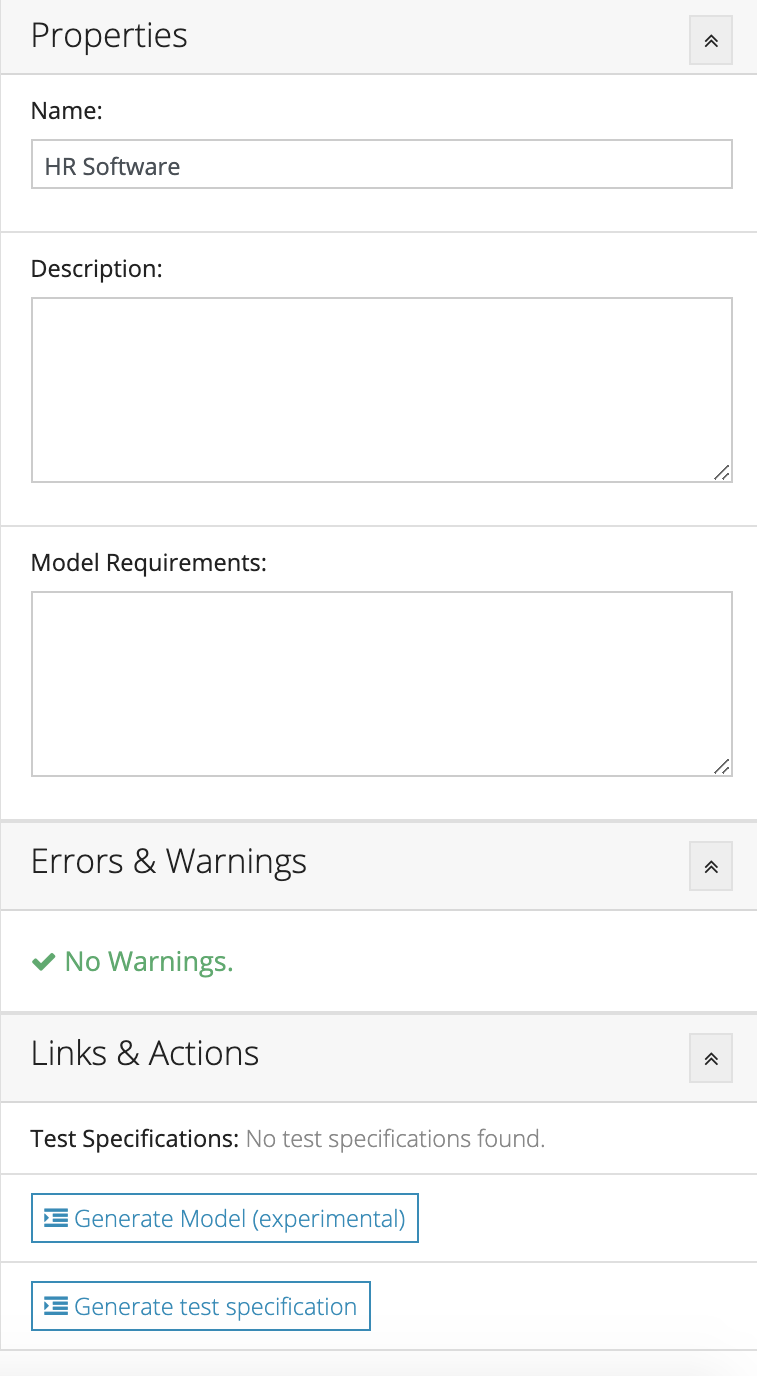 Properties
Name:
HR Software
Description:
Model Requirements:
Errors & Warnings
No Warnings.
Links & Actions
Test Specifications: No test specifications found.
Generate Model (experimental)
Generate test specification